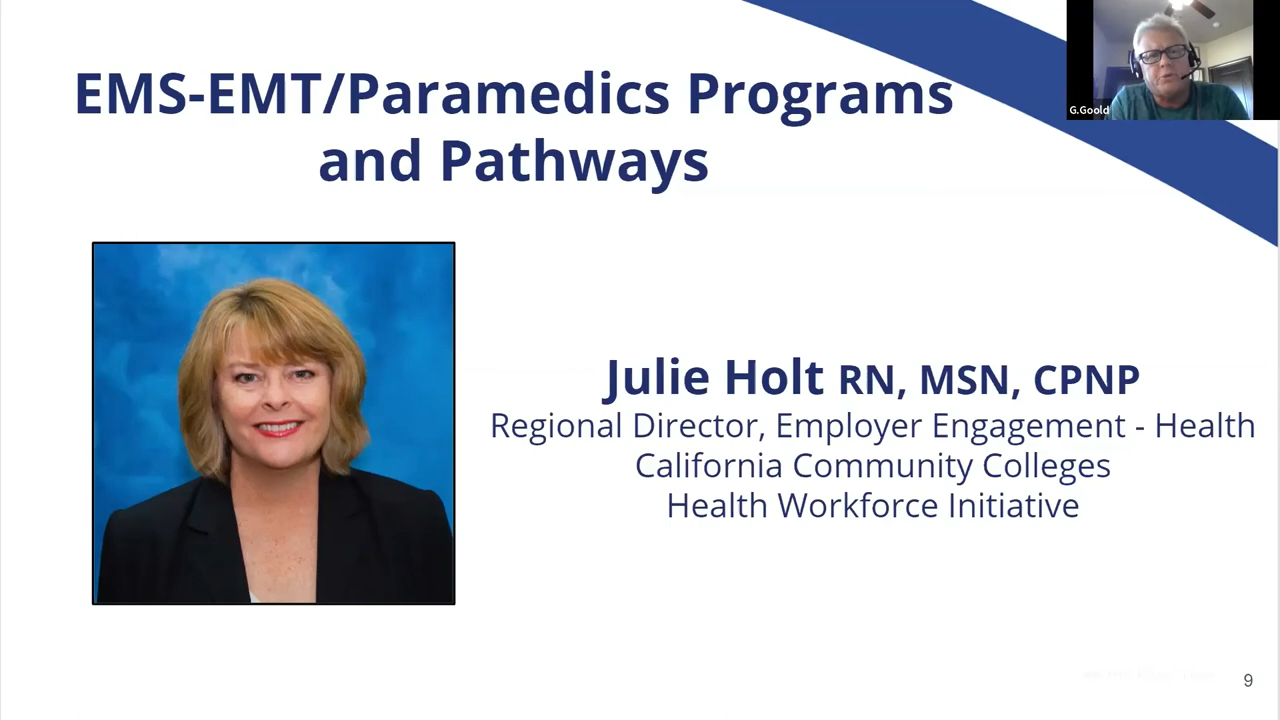 EMS-EMT/Paramedics Programs
and Pathways
G.Goold
Julie Holt RN, MSN, CPNP
Regional Director, Employer Engagement - Health
California Community Colleges
Health Workforce Initiative
9